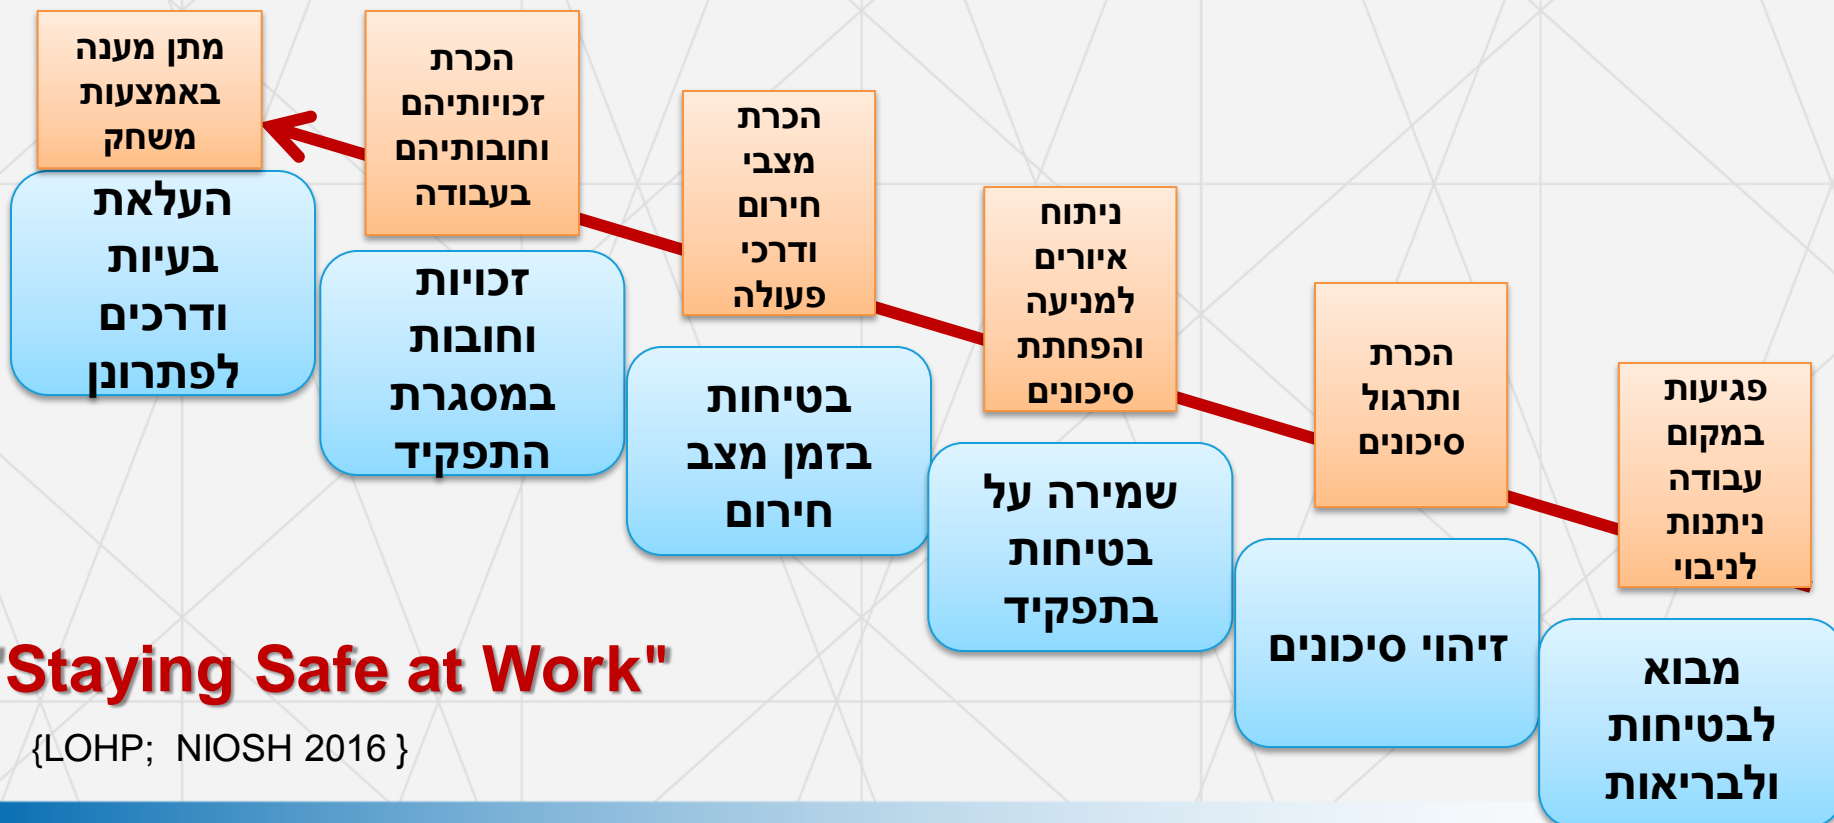 פגיעות
במקום
עבודה
ניתנות
לניבוי
מבוא
לבטיחות
ולבריאות
הכרת
ותרגול
סיכונים
זיהוי סיכונים
ניתוח
איורים
למניעה
והפחתת
סיכונים
שמירה על
בטיחות
בתפקיד
הכרת
מצבי
חירום
ודרכי
פעולה
בטיחות
בזמן מצב
חירום
הכרת
זכויותיהם
וחובותיהם
בעבודה
זכויות
וחובות
במסגרת
התפקיד
מתן מענה
באמצעות
משחק
העלאת
בעיות
ודרכים
לפתרונן
"Staying Safe at Work"
{LOHP; NIOSH 2016 }